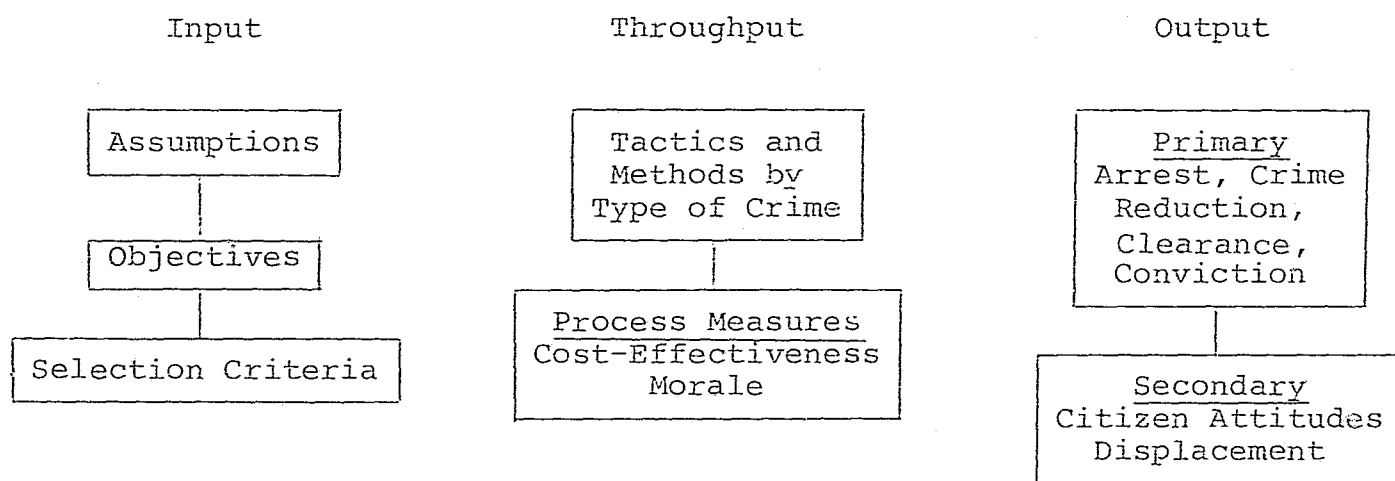 Input
Assumptions
Objectives
Selection Criteria
Throughput
Tactics and
Methods by
Type of Crime
Process Measures
Cost-Effectiveness
Morale
Output
Primary
Arrest, Crime
Reduction,
Clearance,
Conviction
Secondary
Citizen Attitudes
Displacement